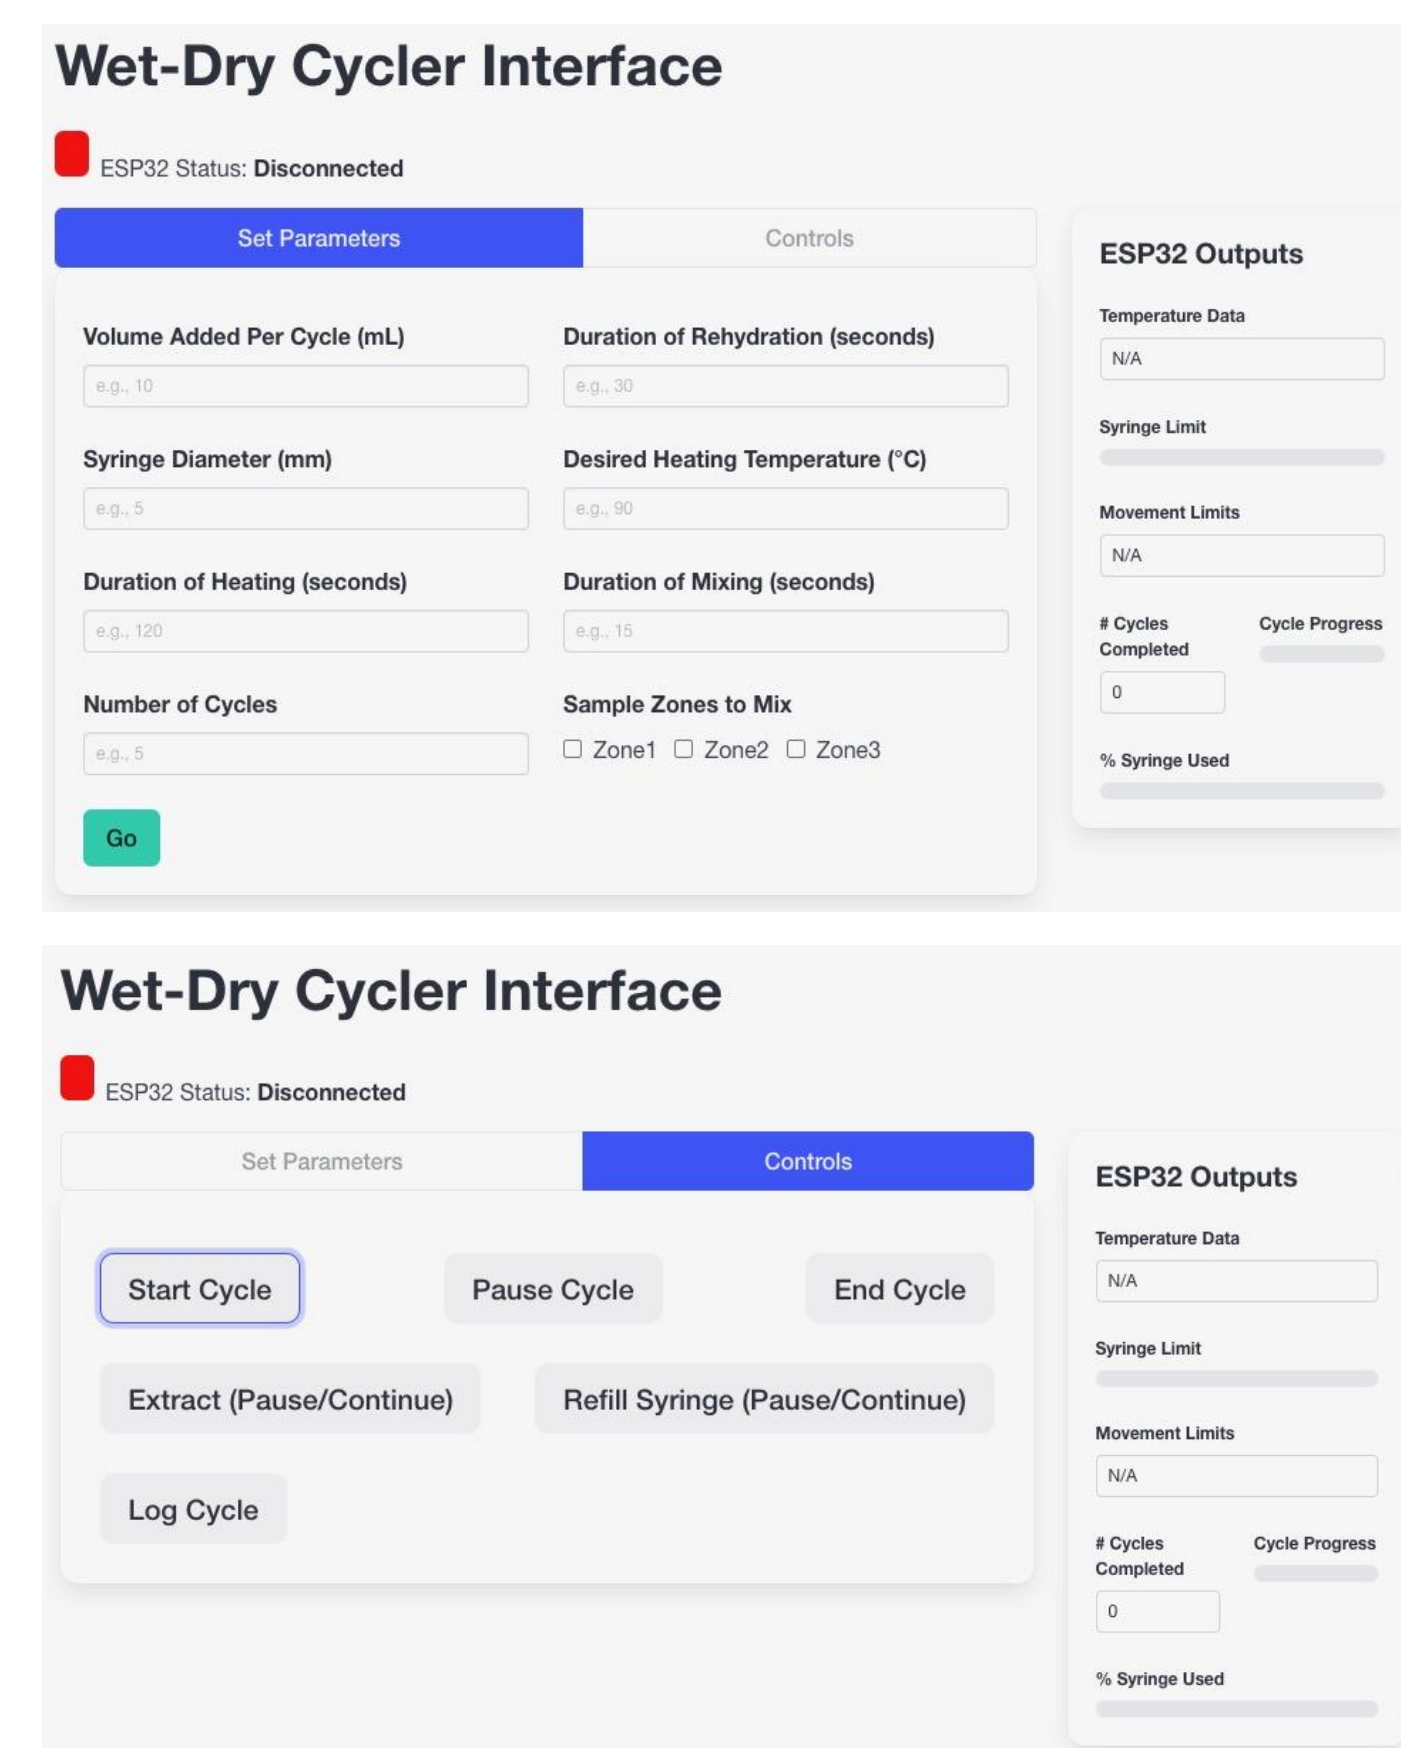 Wet-Dry Cycler Interface
ESP32 Status: Disconnected
Set Parameters
Controls
Volume Added Per Cycle (mL)
e.g., 10
Duration of Rehydration (seconds)
e.g., 30
Syringe Diameter (mm)
e.g., 5
Desired Heating Temperature (°C)
e.g., 90
Duration of Heating (seconds)
e.g., 120
Duration of Mixing (seconds)
e.g., 15
Number of Cycles
e.g., 5
Sample Zones to Mix
Zone1 Zone2 Zone3
Go
ESP32 Outputs
Temperature Data
N/A
Syringe Limit
Movement Limits
N/A
# Cycles
Completed
0
Cycle Progress
% Syringe Used
Wet-Dry Cycler Interface
ESP32 Status: Disconnected
Set Parameters
Controls
Start Cycle
Pause Cycle
End Cycle
Extract (Pause/Continue)
Refill Syringe (Pause/Continue)
Log Cycle
ESP32 Outputs
Temperature Data
N/A
Syringe Limit
Movement Limits
N/A
# Cycles
Completed
0
Cycle Progress
% Syringe Used